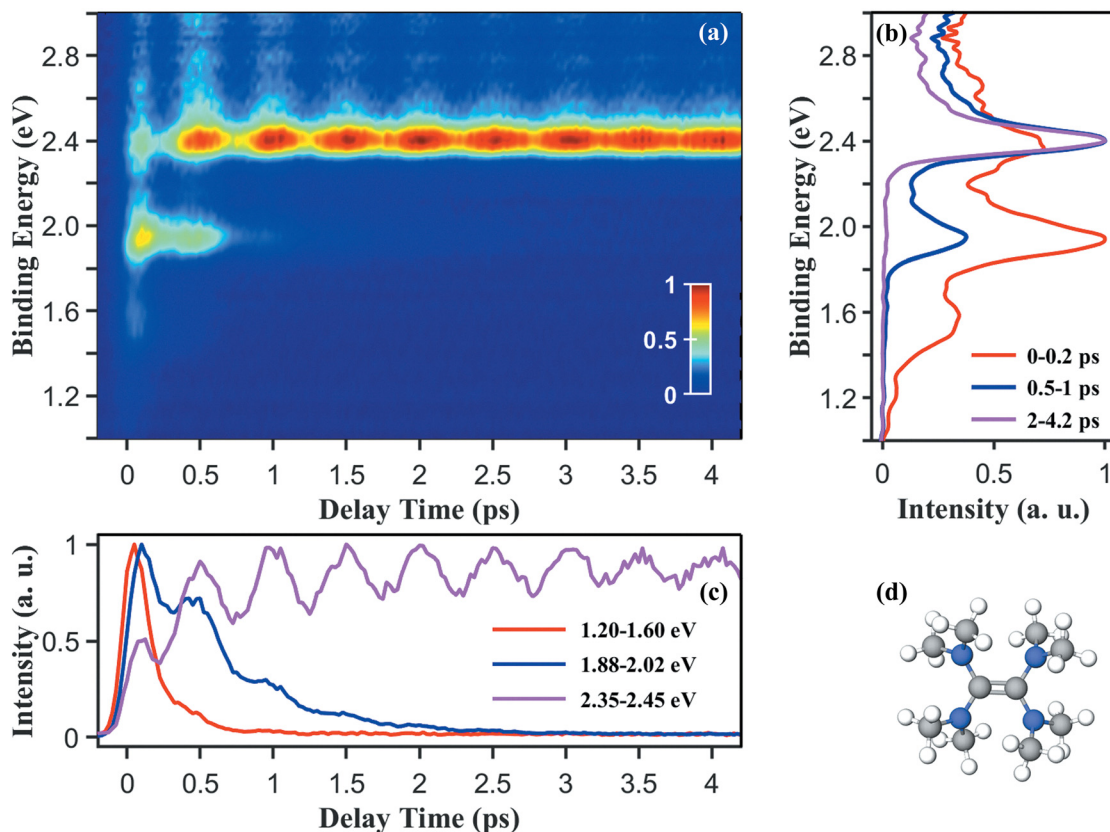 (a)
Binding Energy (eV)
2.8
2.4
2.0
1.6
1.2
1
0.5
0
0 0.5 1 1.5 2 2.5 3 3.5 4
Delay Time (ps)
(b)
Binding Energy (eV)
2.8
2.4
2.0
1.6
1.2
0-0.2 ps
0.5-1 ps
2-4.2 ps
0 0.5 1
Intensity (a. u.)
(c)
Intensity (a. u.)
1
0.5
0
1.20-1.60 eV
1.88-2.02 eV
2.35-2.45 eV
0 0.5 1 1.5 2 2.5 3 3.5 4
Delay Time (ps)
(d)